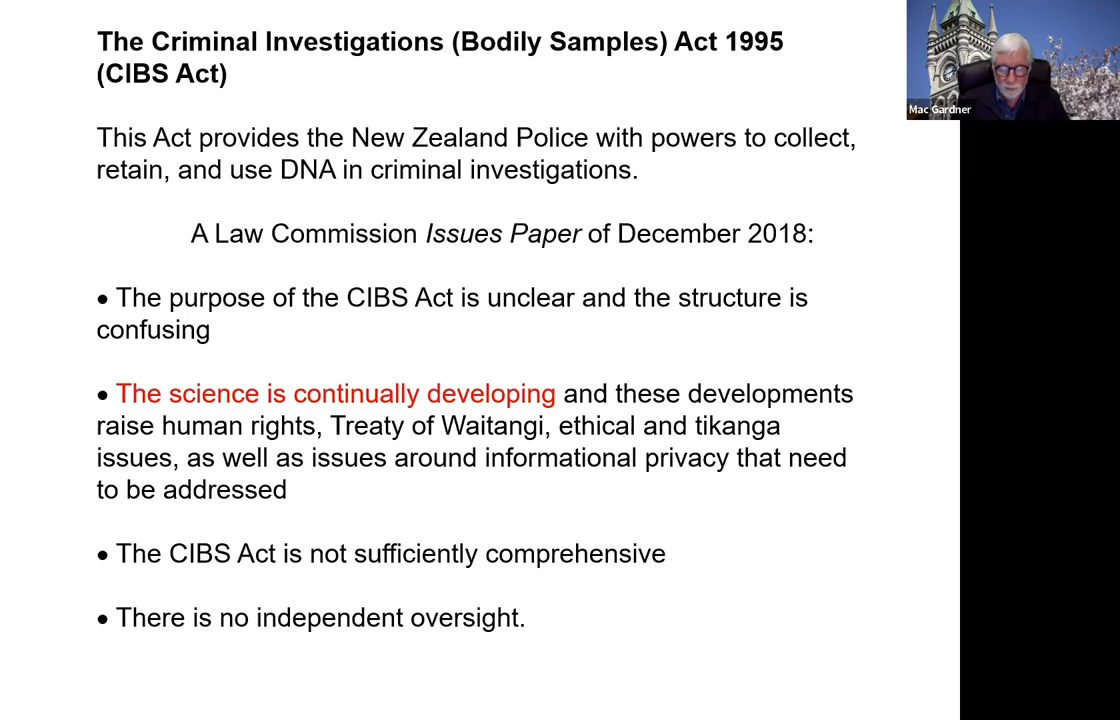 The Criminal Investigations (Bodily Samples) Act 1995
(CIBS Act)
This Act provides the New Zealand Police with powers to collect,
retain, and use DNA in criminal investigations.
A Law Commission Issues Paper of December 2018:
• The purpose of the CIBS Act is unclear and the structure is
confusing
• The science is continually developing and these developments
raise human rights, Treaty of Waitangi, ethical and tikanga
issues, as well as issues around informational privacy that need
to be addressed
• The CIBS Act is not sufficiently comprehensive
• There is no independent oversight.
Mac Gardner